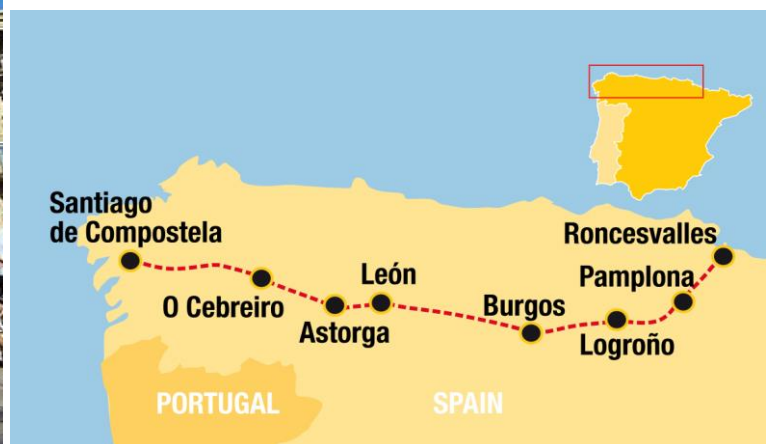 Santiago
de Compostela
O Cebreiro
Astorga
León
Burgos
Logroño
Pamplona
Roncesvalles
PORTUGAL
SPAIN